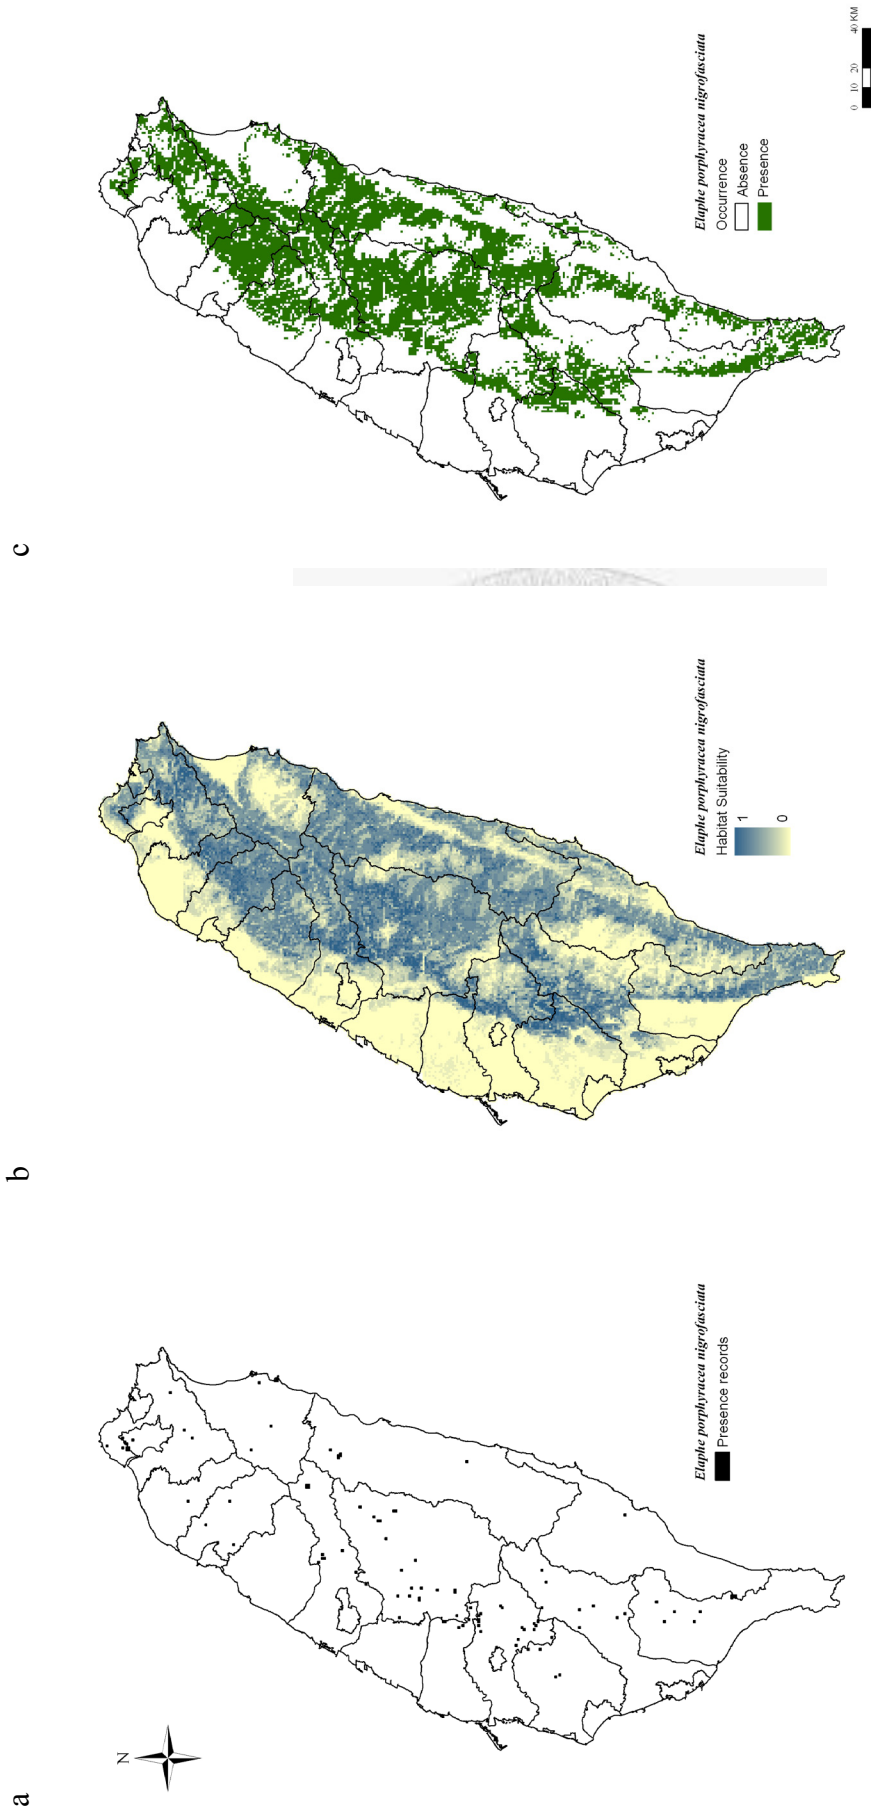 a
N
Elaphe porphyracea nigrofasciata
Presence records
b
Elaphe porphyracea nigrofasciata
Habitat Suitability
1
0
c
Elaphe porphyracea nigrofasciata
Occurrence
Absence
Presence
0 10 20 40 KM